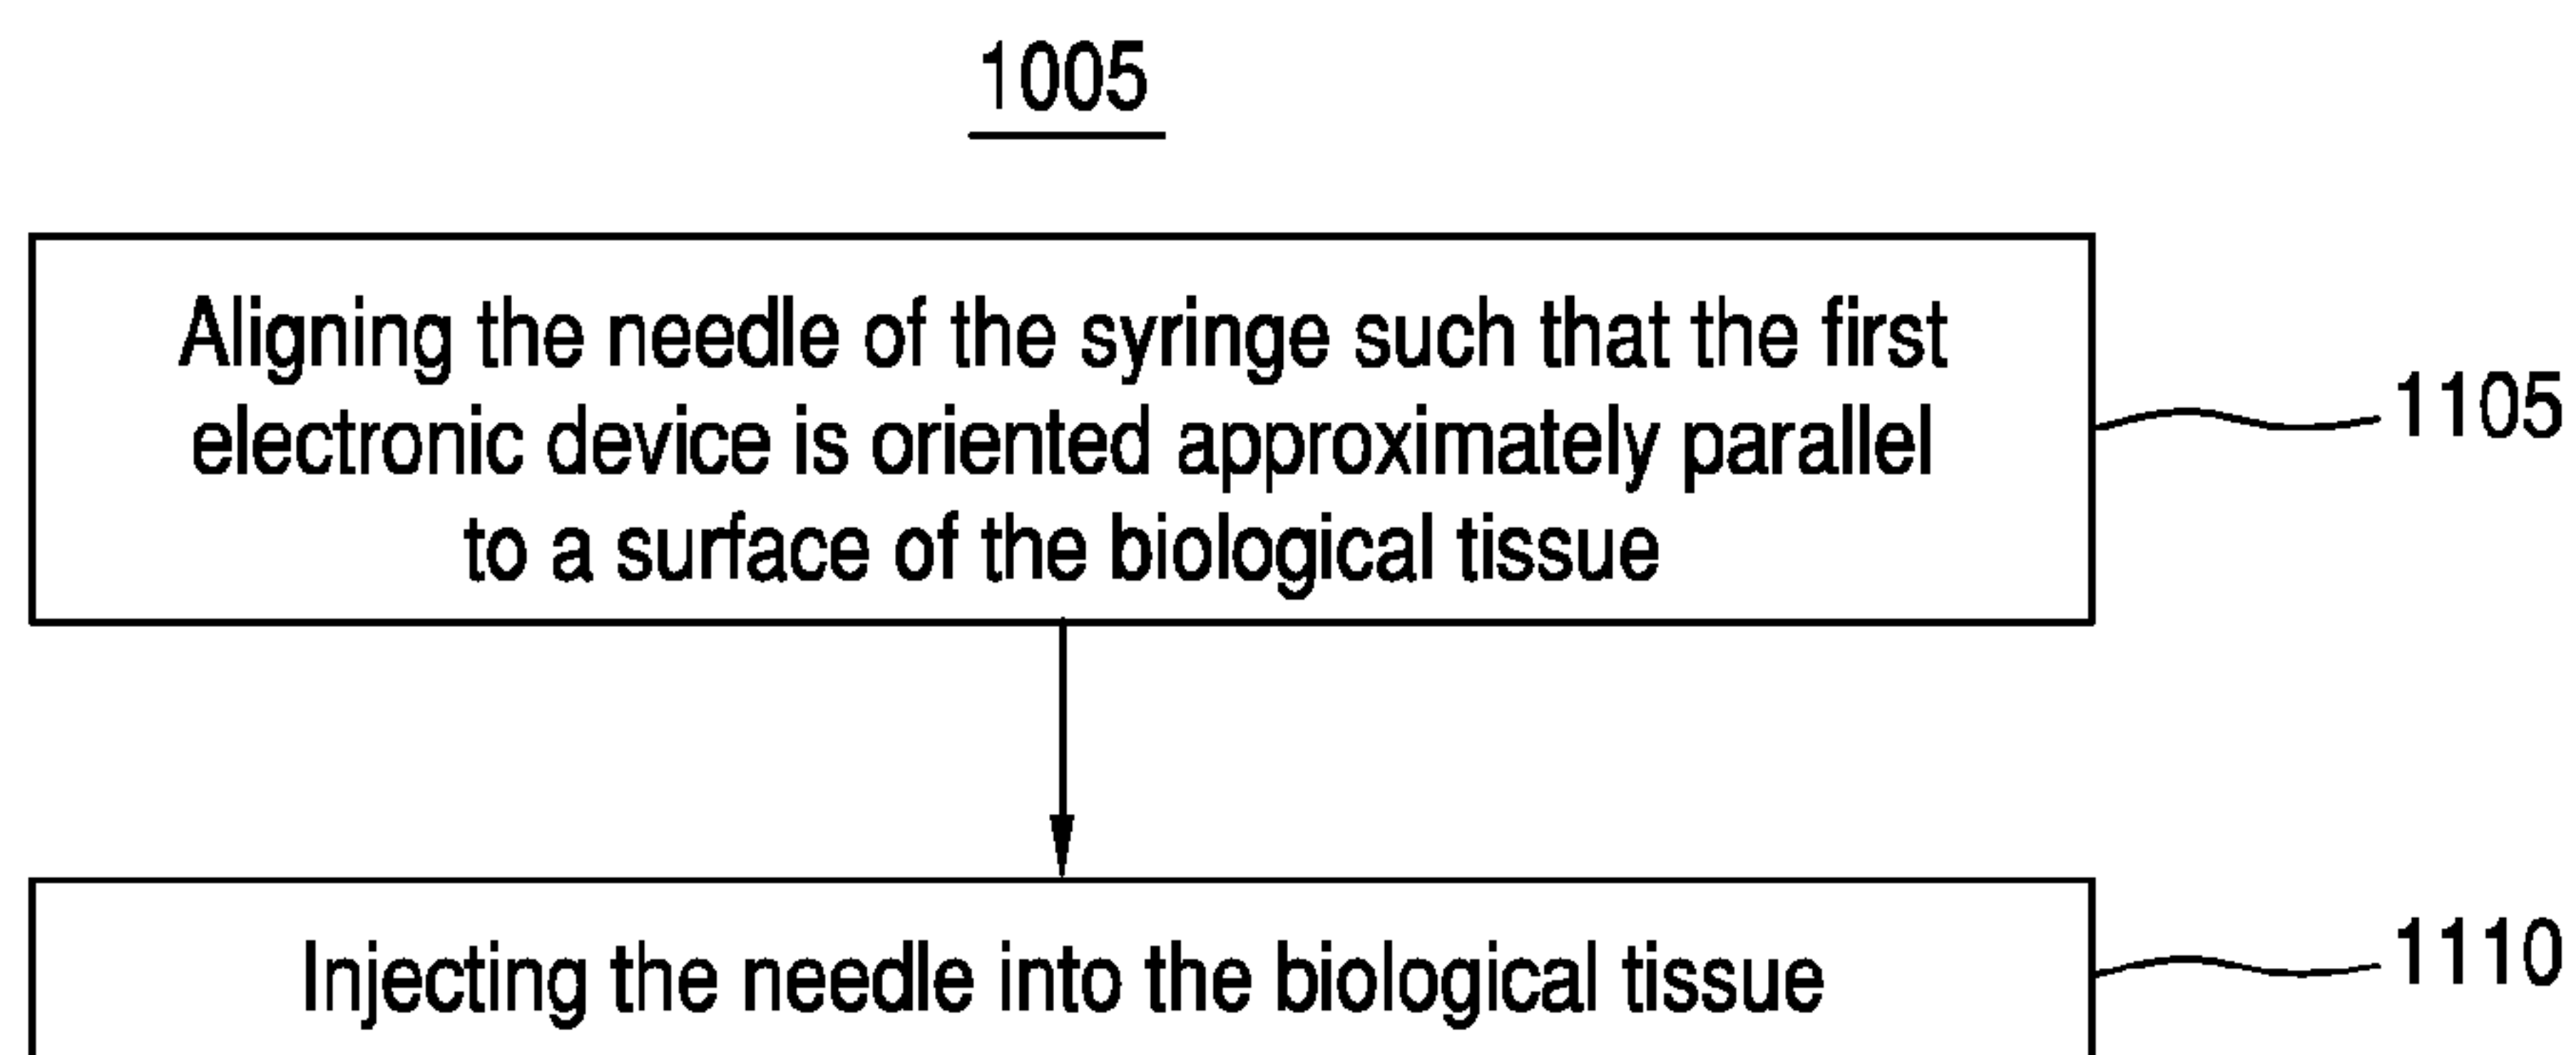 1005
Aligning the needle of the syringe such that the first
electronic device is oriented approximately parallel
to a surface of the biological tissue
1105
Injecting the needle into the biological tissue
1110